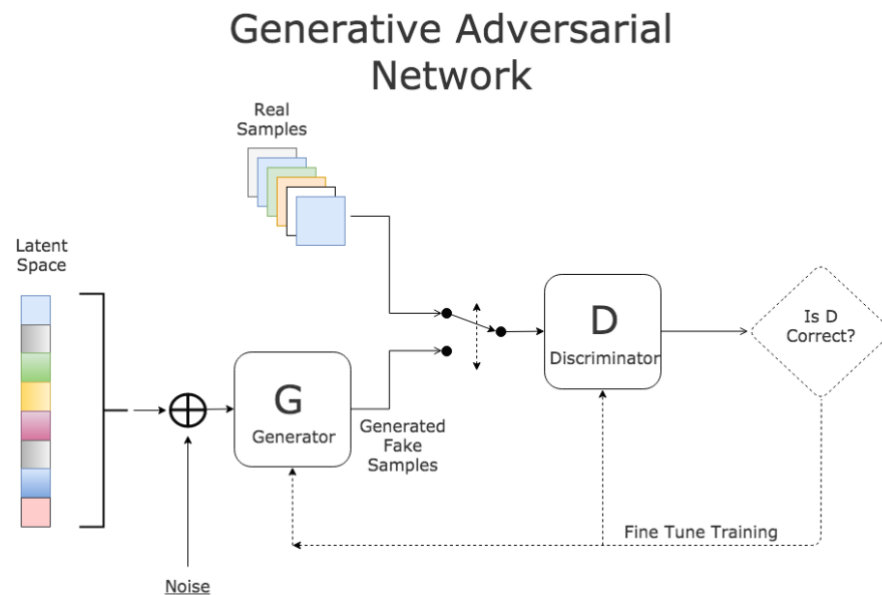 Generative Adversarial
Network
Real
Samples
Latent
Space
D
Discriminator
Is D
Correct?
G
Generator
Generated
Fake
Samples
Fine Tune Training
Noise